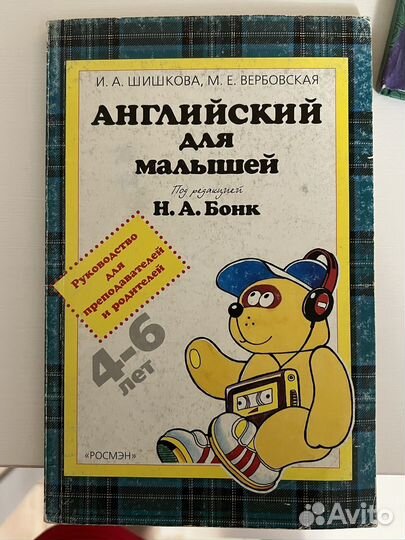 И. А. ШИШКОВА, М. Е. ВЕРБОВСКАЯ
АНГЛИЙСКИЙ
ДЛЯ
МАЛЫШЕЙ
Под редакцией
Н. А. Бонк
Руководство
для
преподавателей
и родителей
4-6
лет
«РОСМЭН»
Avito